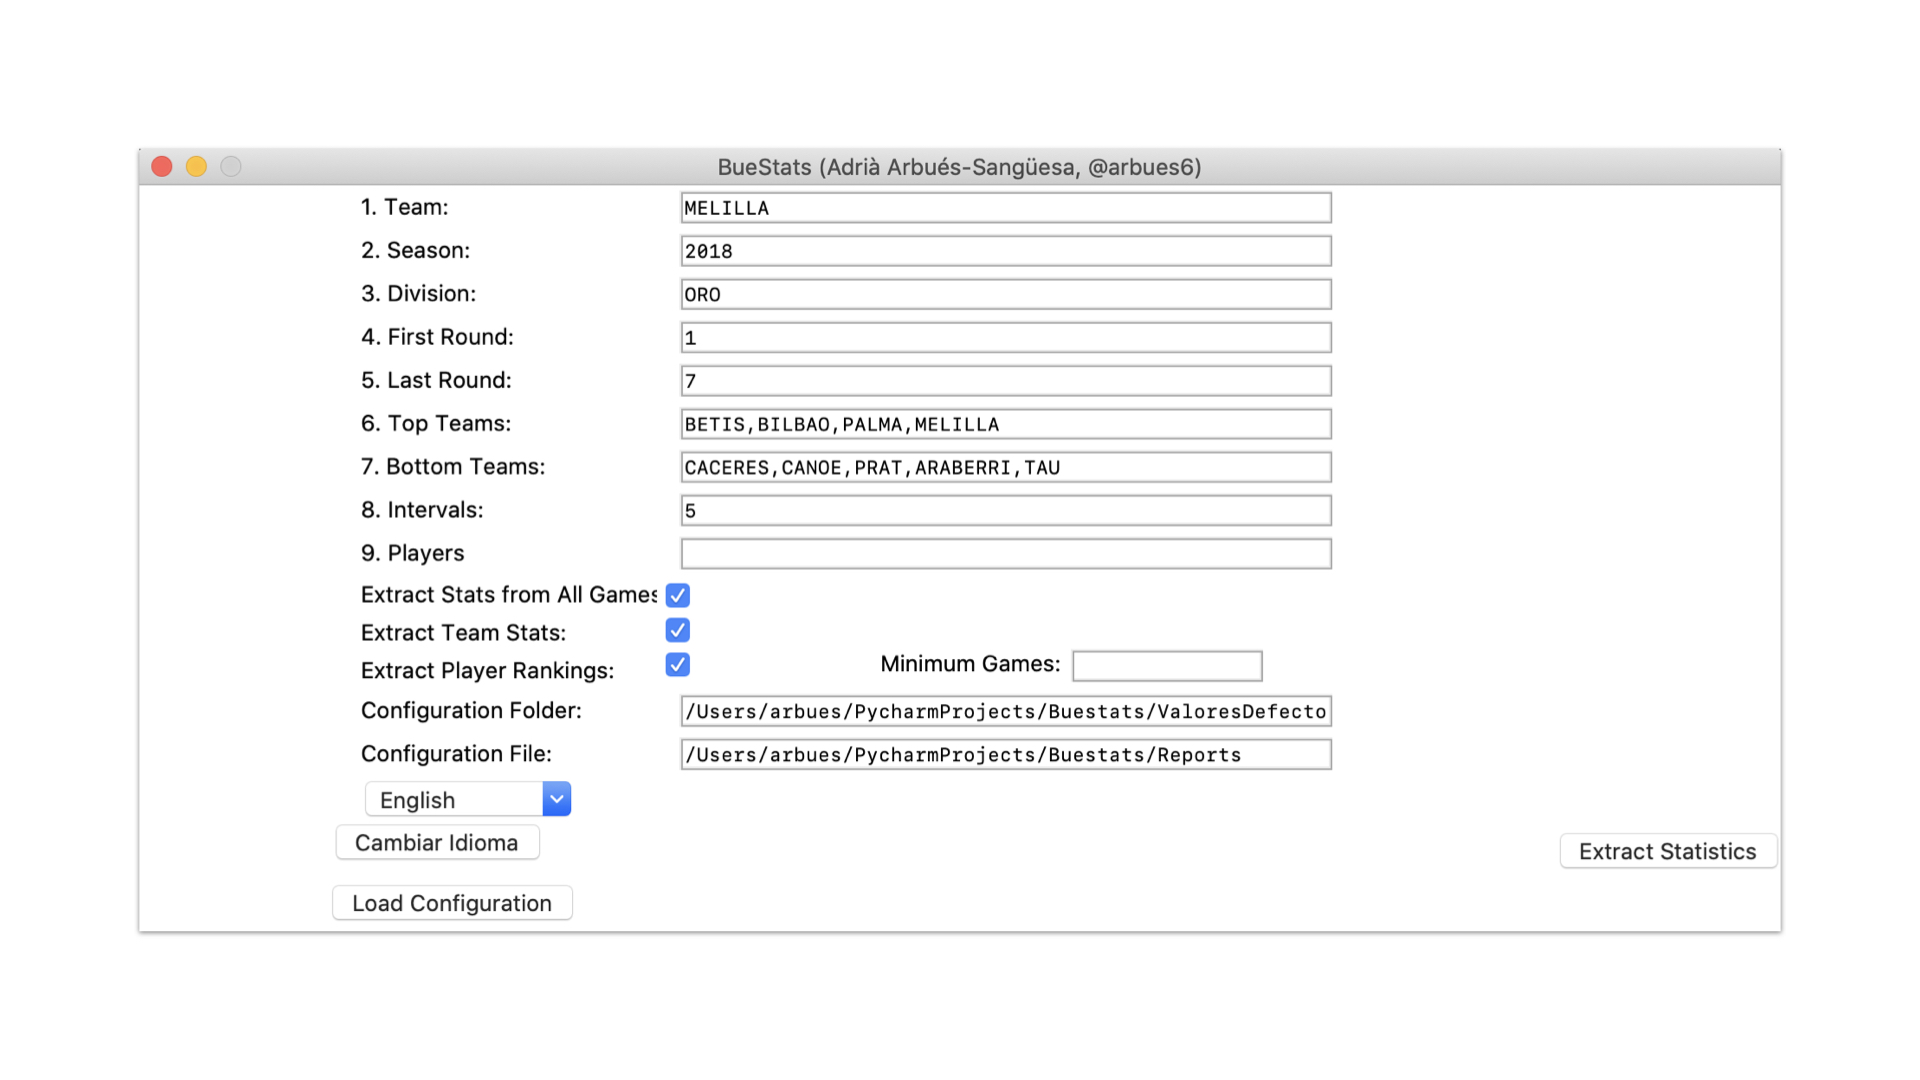 BueStats (Adrià Arbués-Sangüesa, @arbues6)
1. Team: MELILLA
2. Season: 2018
3. Division: ORO
4. First Round: 1
5. Last Round: 7
6. Top Teams: BETIS,BILBAO,PALMA,MELILLA
7. Bottom Teams: CACERES,CANOE,PRAT,ARABERRI,TAU
8. Intervals: 5
9. Players
Extract Stats from All Games
Extract Team Stats:
Extract Player Rankings: Minimum Games:
Configuration Folder: /Users/arbues/PycharmProjects/Buestats/ValoresDefecto
Configuration File: /Users/arbues/PycharmProjects/Buestats/Reports
English
Cambiar Idioma
Extract Statistics
Load Configuration